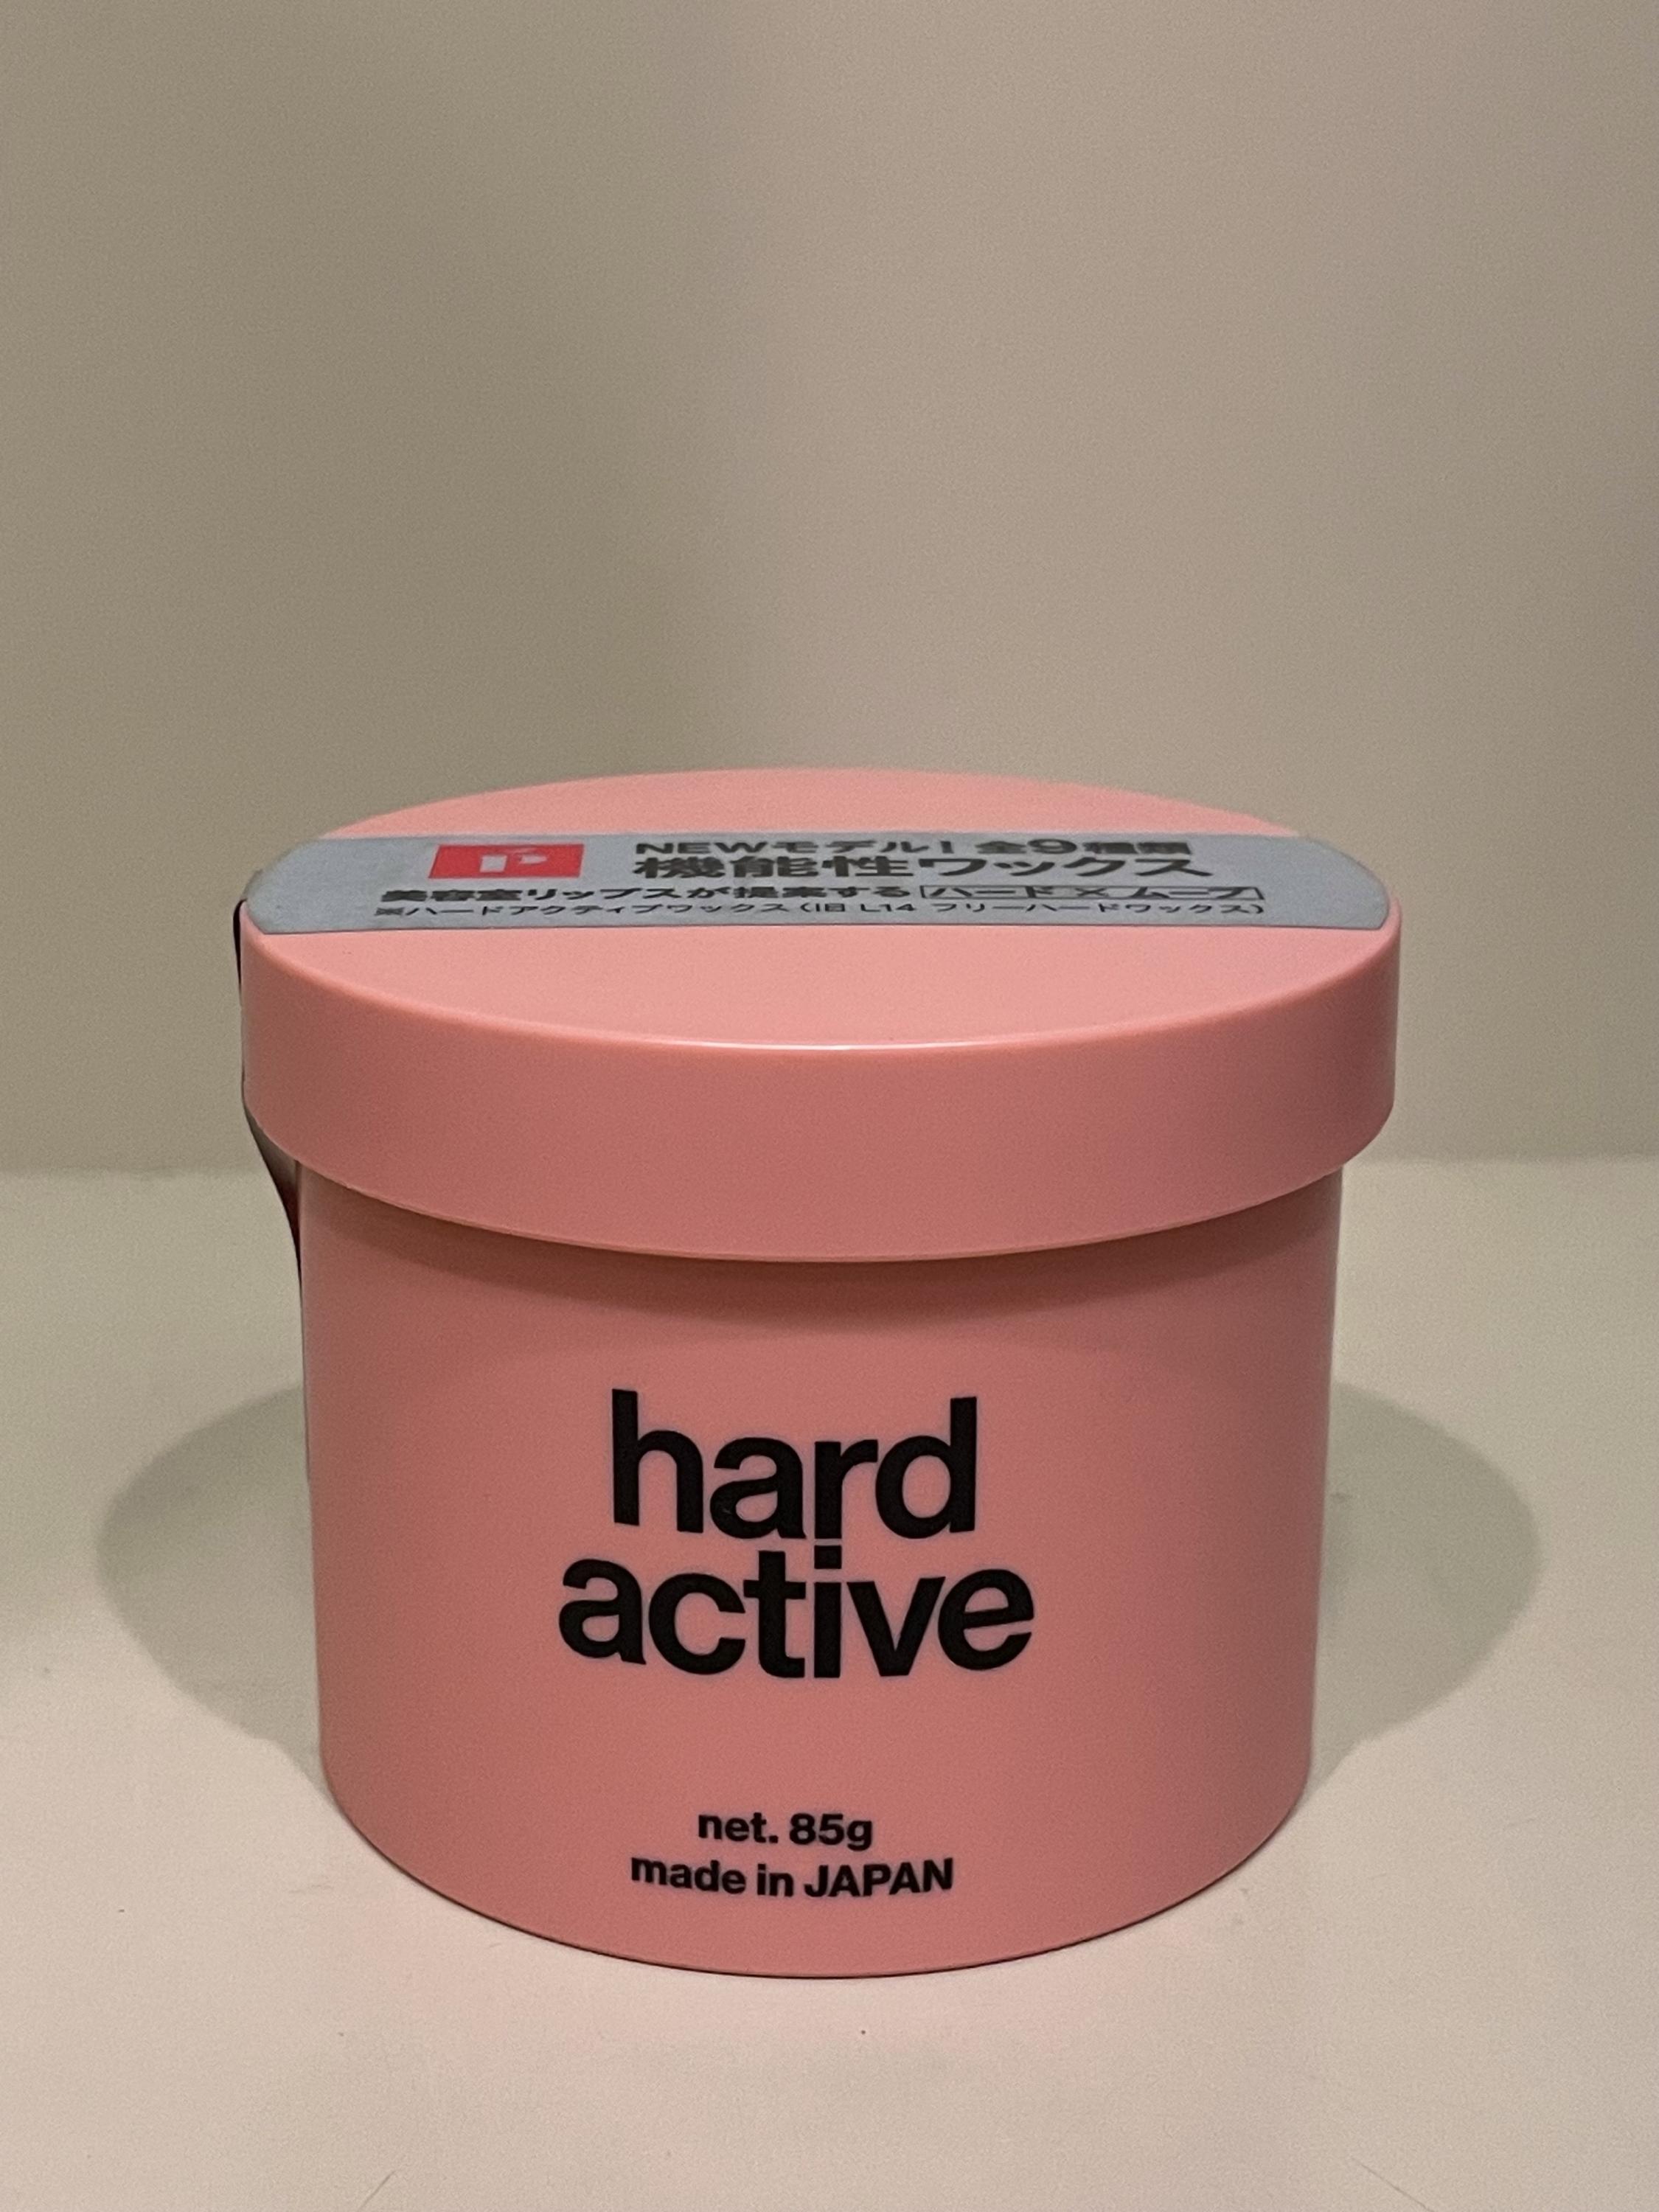 NEWモデル! 全9種類
機能性ワックス
美容室リップスが提案する ハード×ムーブ
※ハードアクティブワックス(旧 L14 フリーハードワックス)
hard
active
net. 85g
made in JAPAN